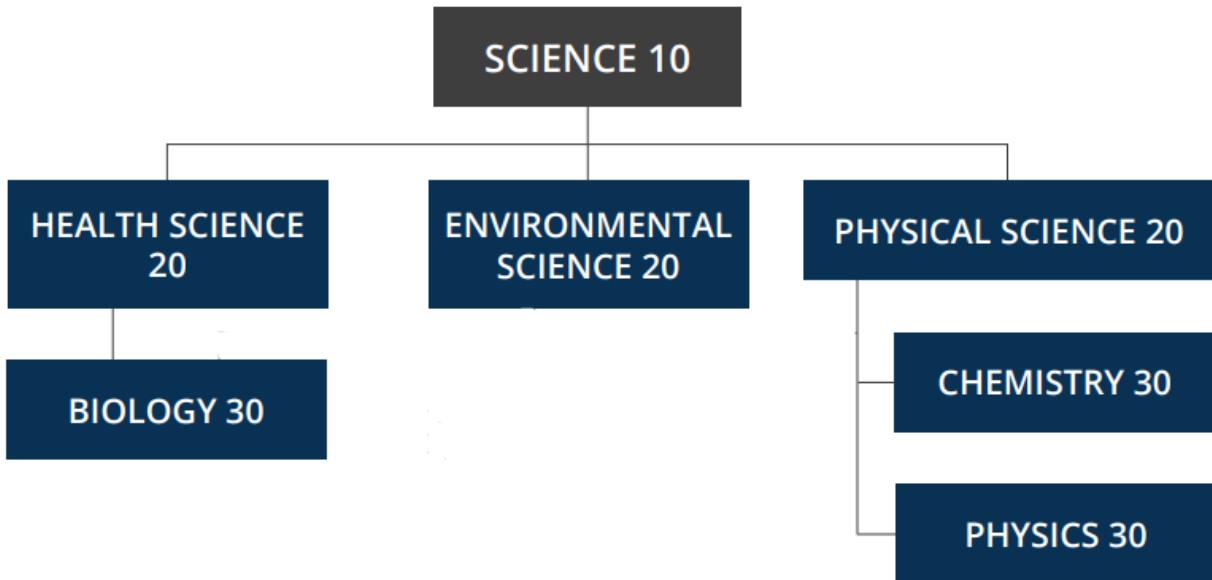 SCIENCE 10
HEALTH SCIENCE
20
ENVIRONMENTAL
SCIENCE 20
PHYSICAL SCIENCE 20
BIOLOGY 30
CHEMISTRY 30
PHYSICS 30